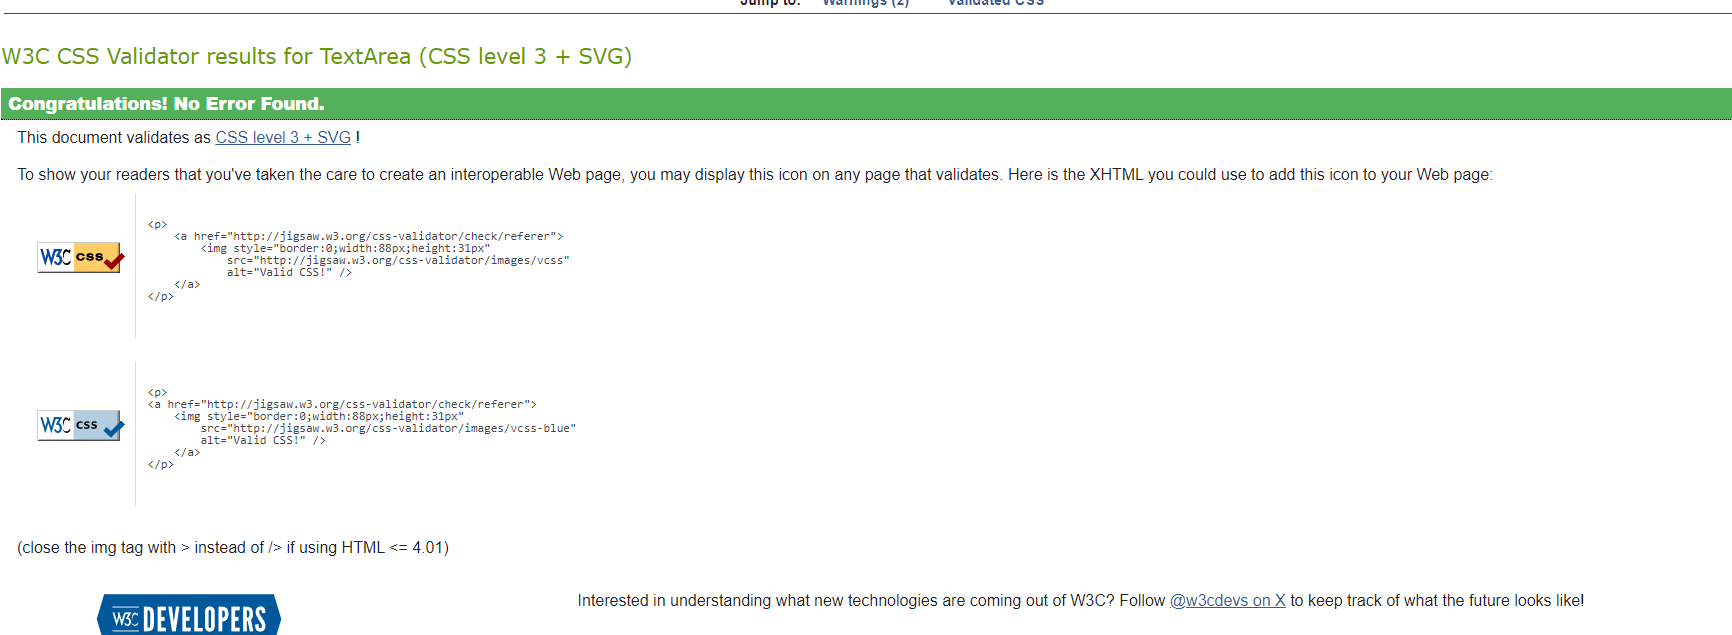 Jump to: Warnings (2) Validated CSS
W3C CSS Validator results for TextArea (CSS level 3 + SVG)
Congratulations! No Error Found.
This document validates as CSS level 3 + SVG !
To show your readers that you've taken the care to create an interoperable Web page, you may display this icon on any page that validates. Here is the XHTML you could use to add this icon to your Web page:
W3C css
<p>
<a href="http://jigsaw.w3.org/css-validator/check/referer">
<img style="border:0;width:88px;height:31px"
src="http://jigsaw.w3.org/css-validator/images/vcss"
alt="Valid CSS!" />
</a>
</p>
W3C css
<p>
<a href="http://jigsaw.w3.org/css-validator/check/referer">
<img style="border:0;width:88px;height:31px"
src="http://jigsaw.w3.org/css-validator/images/vcss-blue"
alt="Valid CSS!" />
</a>
</p>
(close the img tag with > instead of /> if using HTML <= 4.01)
W3C DEVELOPERS
Interested in understanding what new technologies are coming out of W3C? Follow @w3cdevs on X to keep track of what the future looks like!